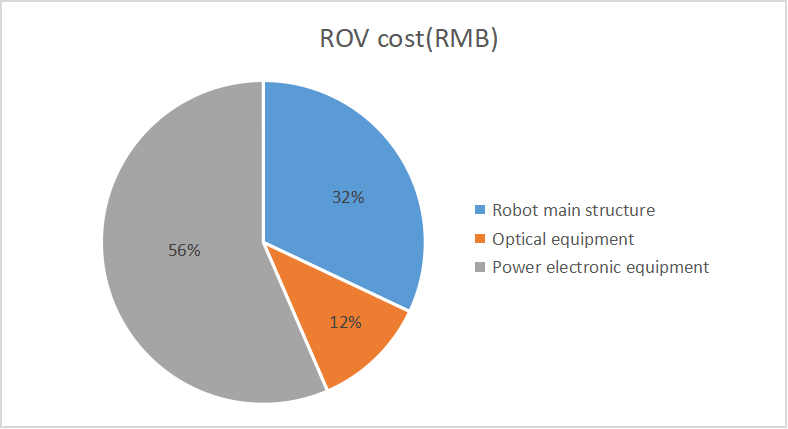 ROV cost(RMB)
32%
12%
56%
Robot main structure
Optical equipment
Power electronic equipment